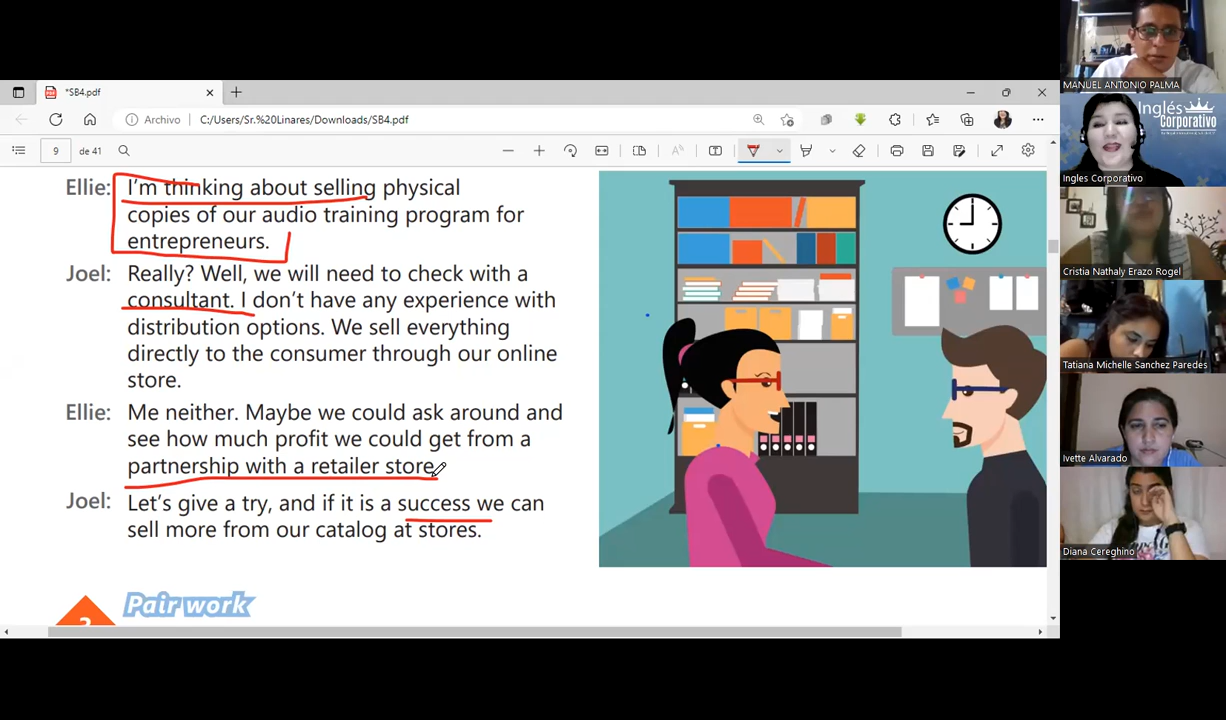 *SB4.pdf
Archivo C:/Users/Sr.%20Linares/Downloads/SB4.pdf
9 de 41
Ellie: I'm thinking about selling physical
copies of our audio training program for
entrepreneurs.
Joel: Really? Well, we will need to check with a
consultant. I don't have any experience with
distribution options. We sell everything
directly to the consumer through our online
store.
Ellie: Me neither. Maybe we could ask around and
see how much profit we could get from a
partnership with a retailer store
Joel: Let's give a try, and if it is a success we can
sell more from our catalog at stores.
Pair work
MANUEL ANTONIO PALMA
Inglés
Corporativo
Ingles Corporativo
Cristia Nathaly Erazo Rogel
Tatiana Michelle Sanchez Paredes
Ivette Alvarado
Diana Cereghino